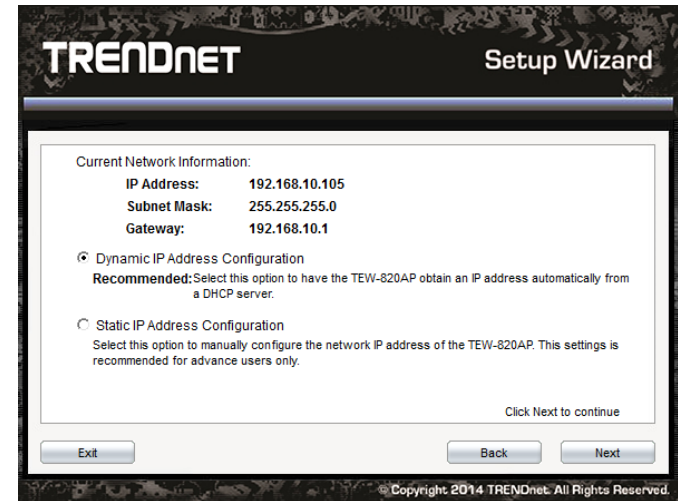 TRENDNET
Setup Wizard
Current Network Information:
IP Address: 192.168.10.105
Subnet Mask: 255.255.255.0
Gateway: 192.168.10.1
Dynamic IP Address Configuration
Recommended: Select this option to have the TEW-820AP obtain an IP address automatically from
a DHCP server.
Static IP Address Configuration
Select this option to manually configure the network IP address of the TEW-820AP. This settings is
recommended for advance users only.
Click Next to continue
Exit
Back
Next
© Copyright 2014 TRENDnet. All Rights Reserved.